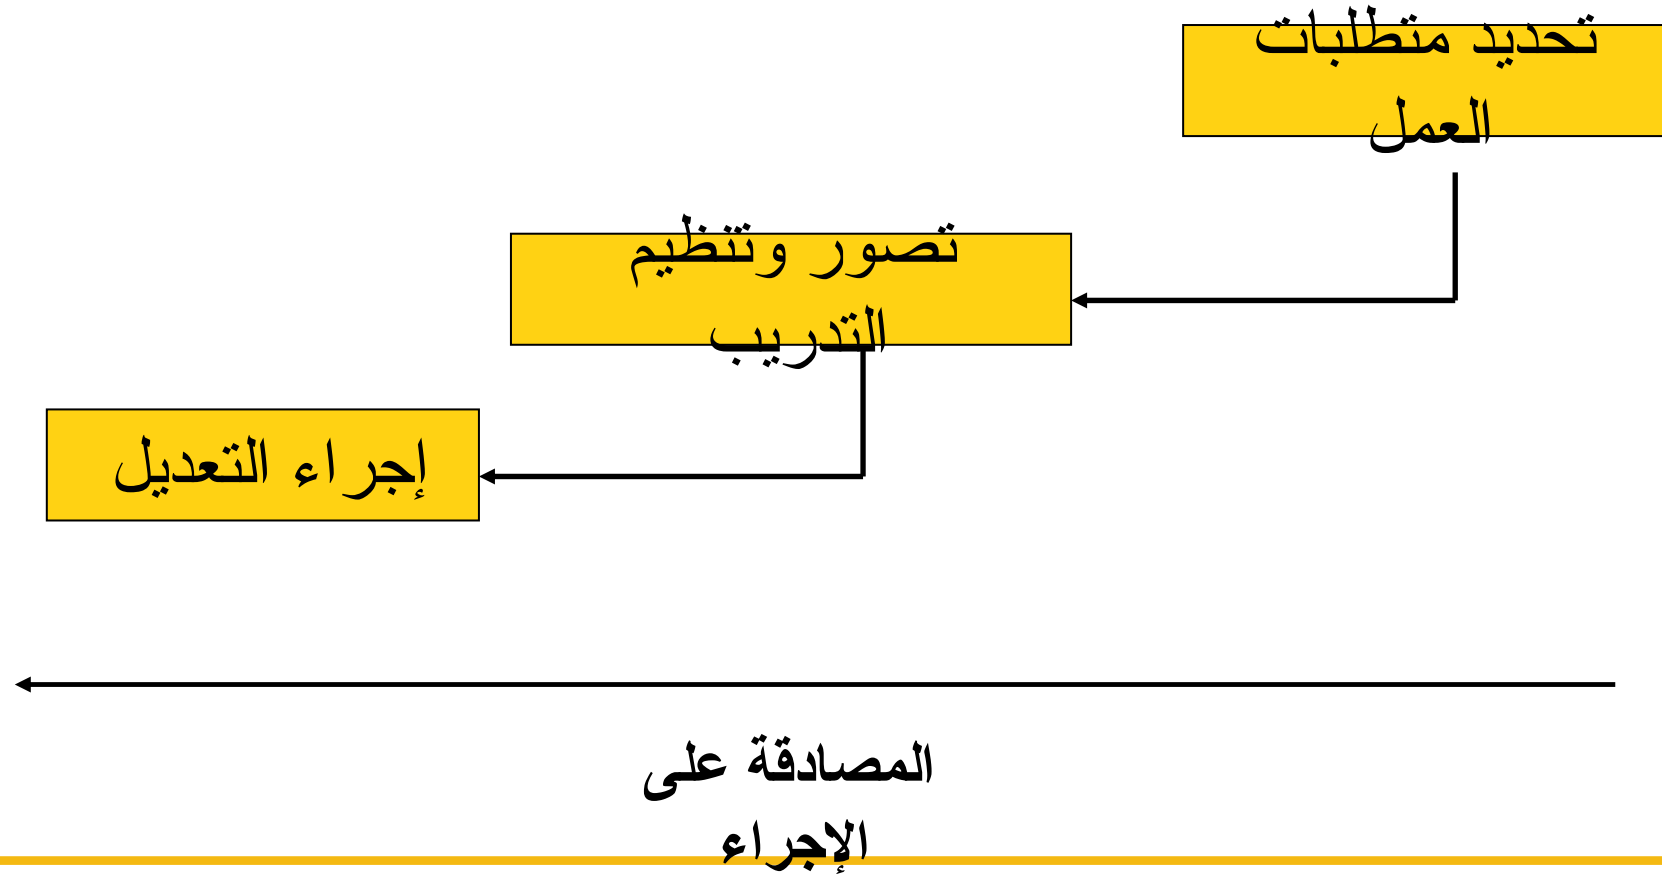 تحديد متطلبات
العمل
تصور وتنظيم
التدريب
إجراء التعديل
المصادقة على
الإجراء